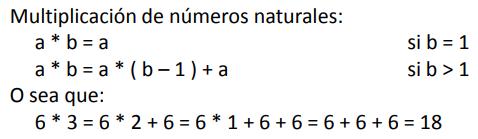 Multiplicación de números naturales:
a * b = a si b = 1
a * b = a * ( b – 1 ) + a si b > 1
O sea que:
6 * 3 = 6 * 2 + 6 = 6 * 1 + 6 + 6 = 6 + 6 + 6 = 18